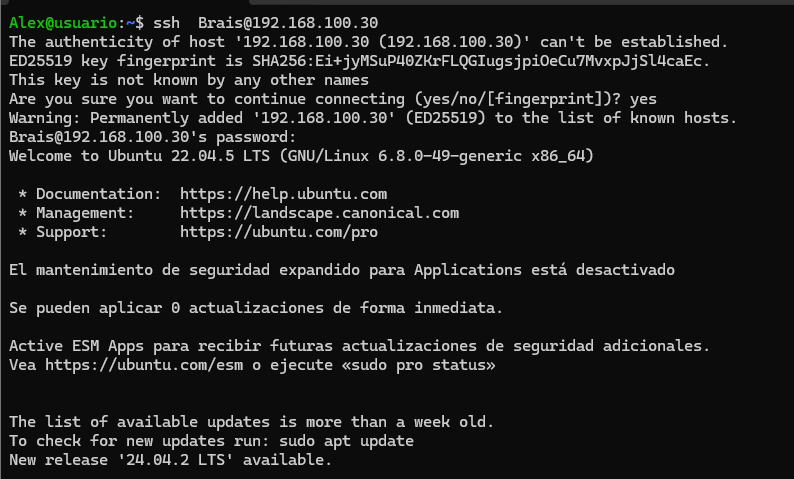 Alex@usuario:~$ ssh  Brais@192.168.100.30
The authenticity of host '192.168.100.30 (192.168.100.30)' can't be established.
ED25519 key fingerprint is SHA256:Ei+jyMSuP40ZKrFLQGIugsjpiOeCu7MvxpJjSl4caEc.
This key is not known by any other names
Are you sure you want to continue connecting (yes/no/[fingerprint])? yes
Warning: Permanently added '192.168.100.30' (ED25519) to the list of known hosts.
Brais@192.168.100.30's password:
Welcome to Ubuntu 22.04.5 LTS (GNU/Linux 6.8.0-49-generic x86_64)
 * Documentation:  https://help.ubuntu.com
 * Management:     https://landscape.canonical.com
 * Support:        https://ubuntu.com/pro
El mantenimiento de seguridad expandido para Applications está desactivado
Se pueden aplicar 0 actualizaciones de forma inmediata.
Active ESM Apps para recibir futuras actualizaciones de seguridad adicionales.
Vea https://ubuntu.com/esm o ejecute «sudo pro status»
The list of available updates is more than a week old.
To check for new updates run: sudo apt update
New release '24.04.2 LTS' available.